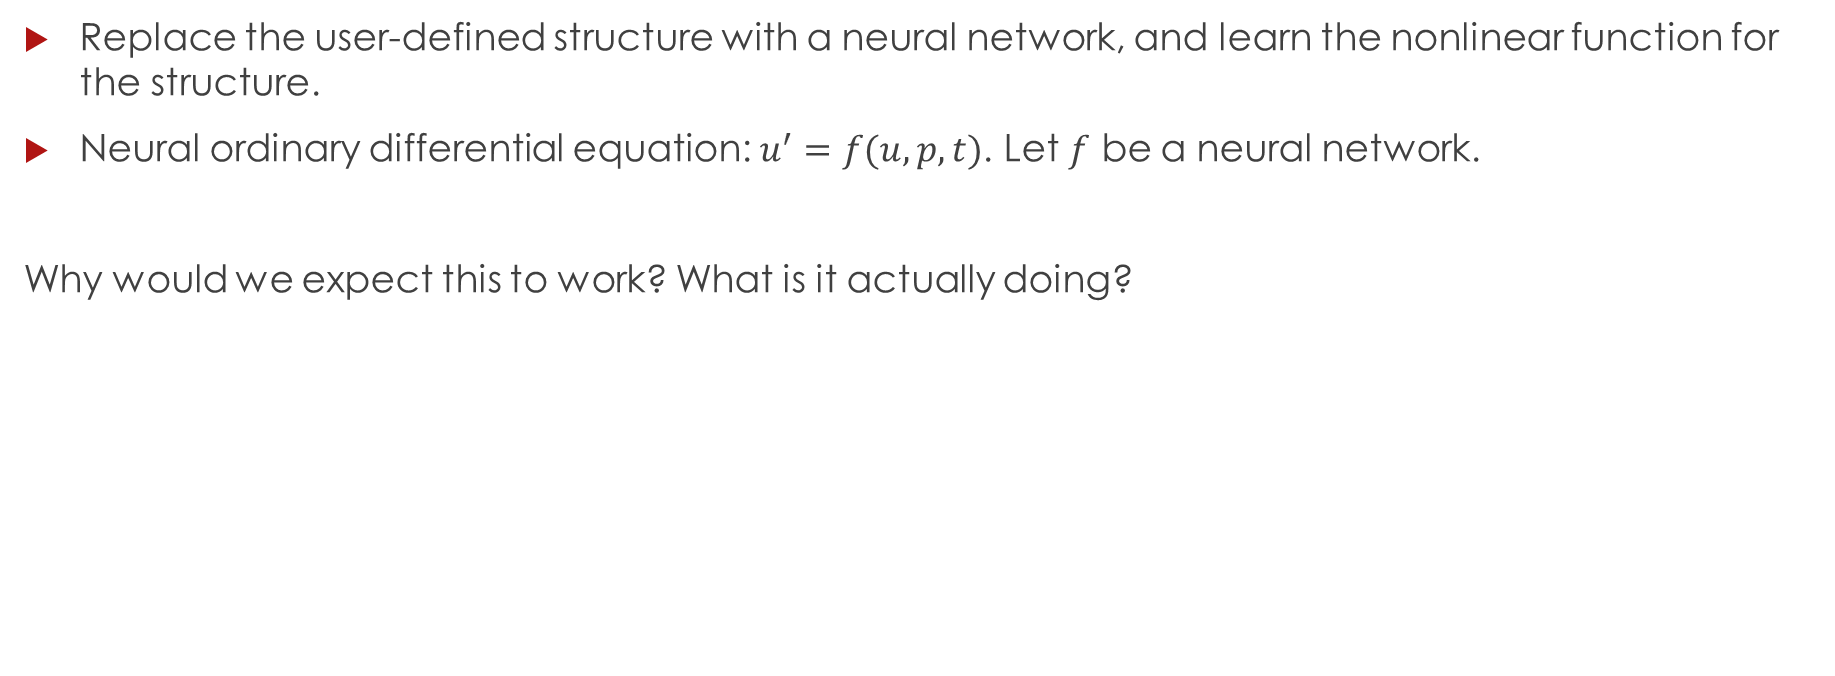 Replace the user-defined structure with a neural network, and learn the nonlinear function for
the structure.
Neural ordinary differential equation: u′ = f(u, p, t). Let f be a neural network.
Why would we expect this to work? What is it actually doing?